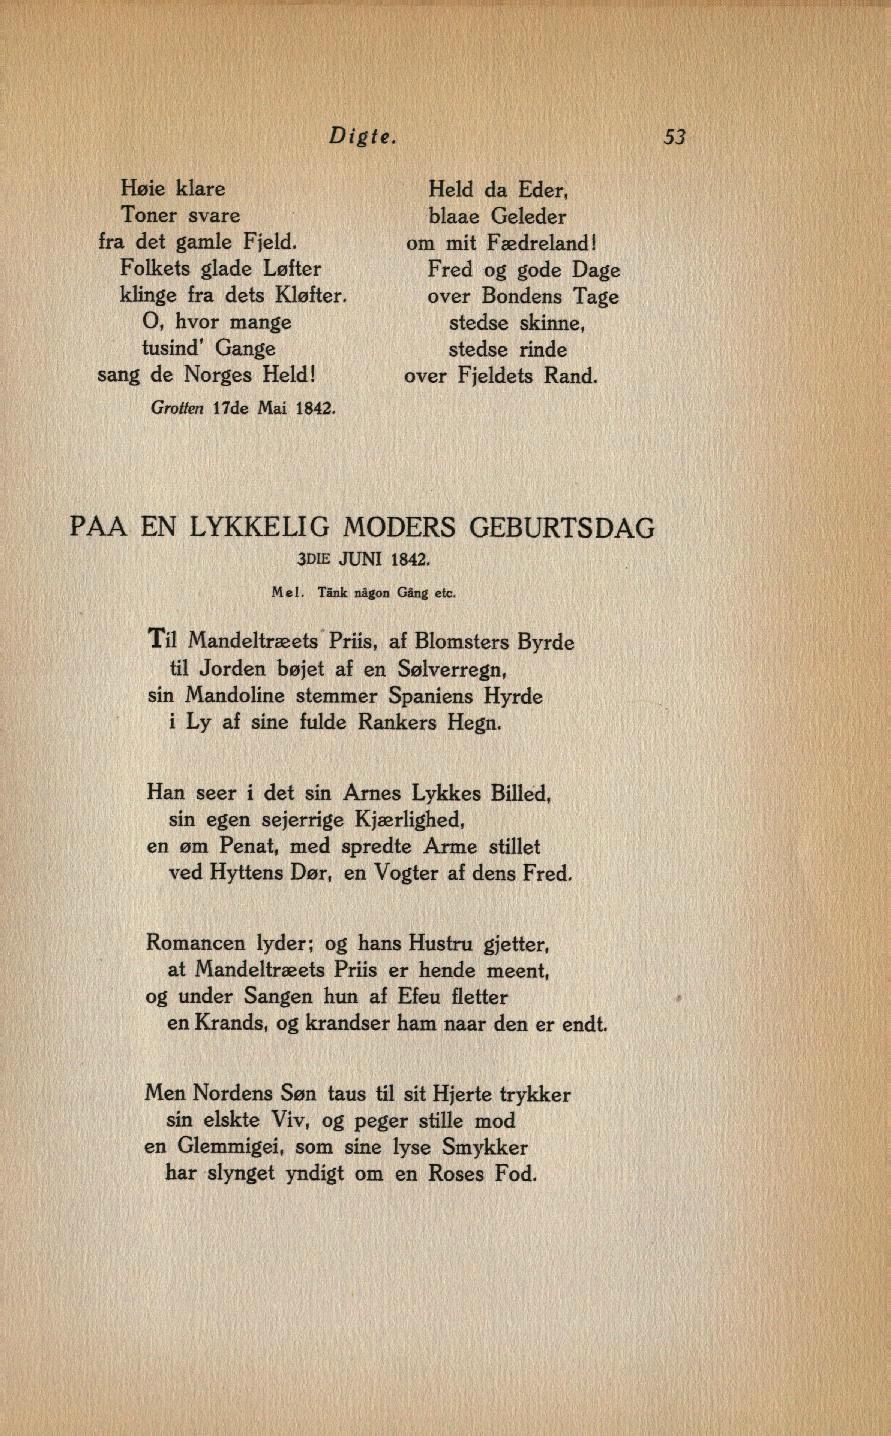 Digte. 53
Høie klare
Toner svare
fra det gamle Fjeld.
Folkets glade Løfter
klinge fra dets Kløfter.
O, hvor mange
tusind' Gange
sang de Norges Held!
Held da Eder,
blaae Geleder
om mit Fædreland!
Fred og gode Dage
over Bondens Tage
stedse skinne,
stedse rinde
over Fjeldets Rand.
Grotten 17de Mai 1842.
PAA EN LYKKELIG MODERS GEBURTSDAG
3DIE JUNI 1842.
Mel. Tänk någon Gång etc.
Til Mandeltræets Priis, af Blomsters Byrde
til Jorden bøjet af en Sølverregn,
sin Mandoline stemmer Spaniens Hyrde
i Ly af sine fulde Rankers Hegn.
Han seer i det sin Arnes Lykkes Billed,
sin egen sejerrige Kjærlighed,
en øm Penat, med spredte Arme stillet
ved Hyttens Dør, en Vogter af dens Fred.
Romancen lyder; og hans Hustru gjetter,
at Mandeltræets Priis er hende meent,
og under Sangen hun af Efeu fletter
en Krands, og krandser ham naar den er endt.
Men Nordens Søn taus til sit Hjerte trykker
sin elskte Viv, og peger stille mod
en Glemmigei, som sine lyse Smykker
har slynget yndigt om en Roses Fod.